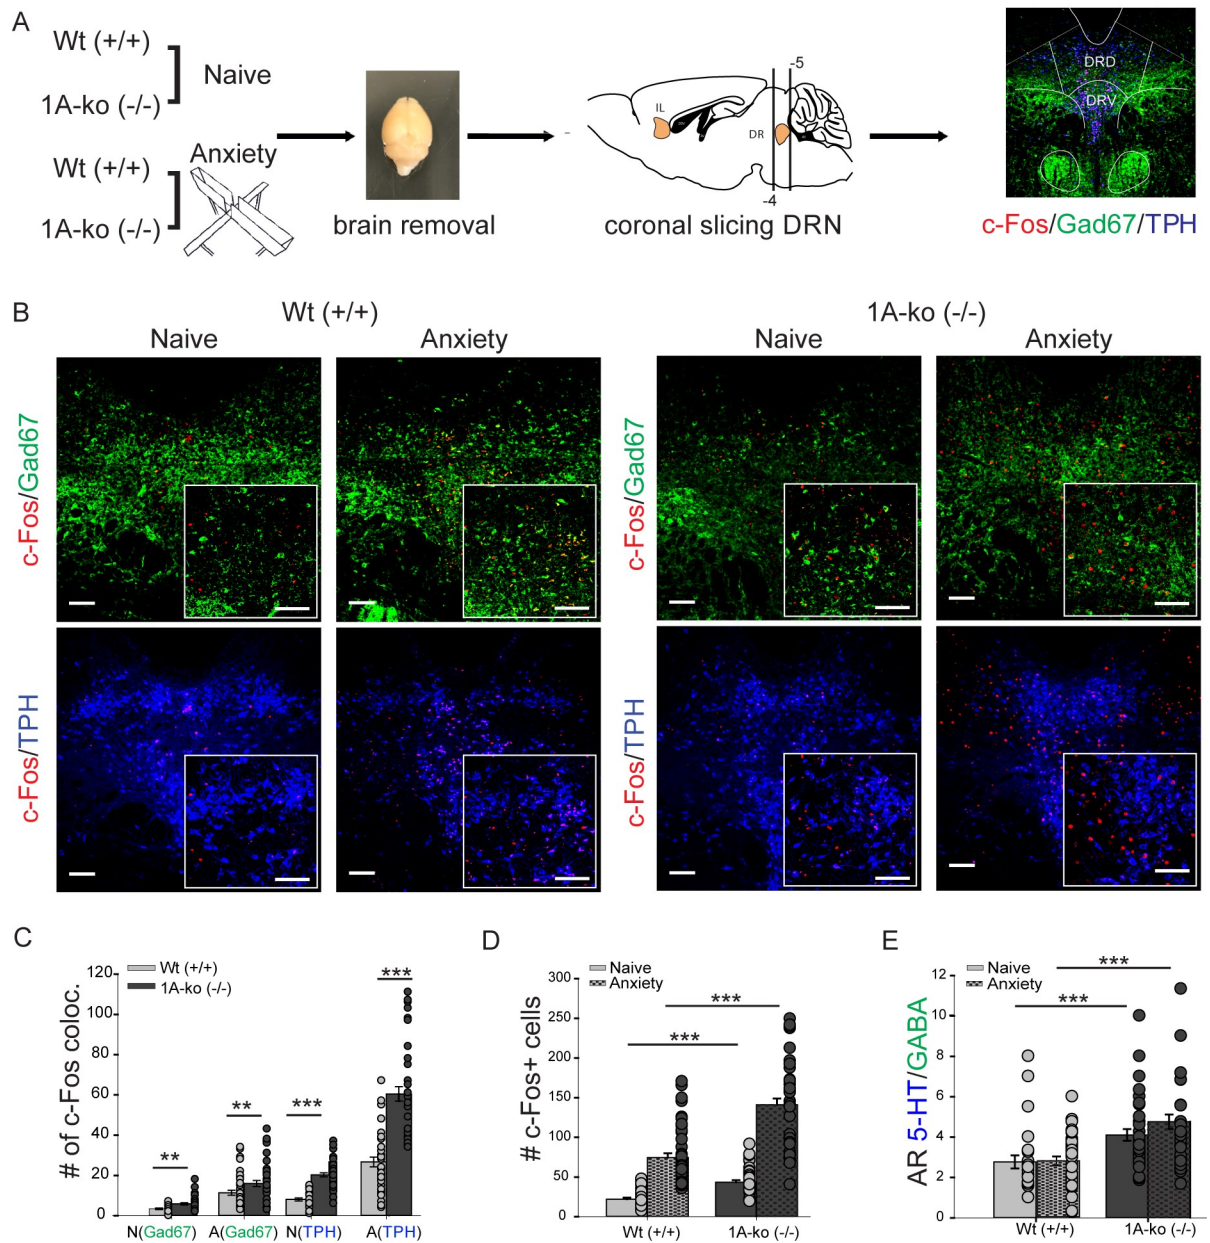 A
Wt (+/+)
1A-ko (-/-)
Naive
Wt (+/+)
1A-ko (-/-)
Anxiety
brain removal
IL
DR
-5
-4
coronal slicing DRN
DRD
DRV
c-Fos/Gad67/TPH
B
Wt (+/+)
1A-ko (-/-)
Naive
Anxiety
Naive
Anxiety
c-Fos/Gad67
c-Fos/Gad67
c-Fos/TPH
c-Fos/TPH
C
Wt (+/+)
1A-ko (-/-)
# of c-Fos coloc.
120
100
80
60
40
20
0
**
**
***
***
N(Gad67)
A(Gad67)
N(TPH)
A(TPH)
D
Naive
Anxiety
# c-Fos+ cells
300
250
200
150
100
50
0
***
***
Wt (+/+)
1A-ko (-/-)
E
Naive
Anxiety
AR 5-HT/GABA
12
10
8
6
4
2
0
***
***
Wt (+/+)
1A-ko (-/-)